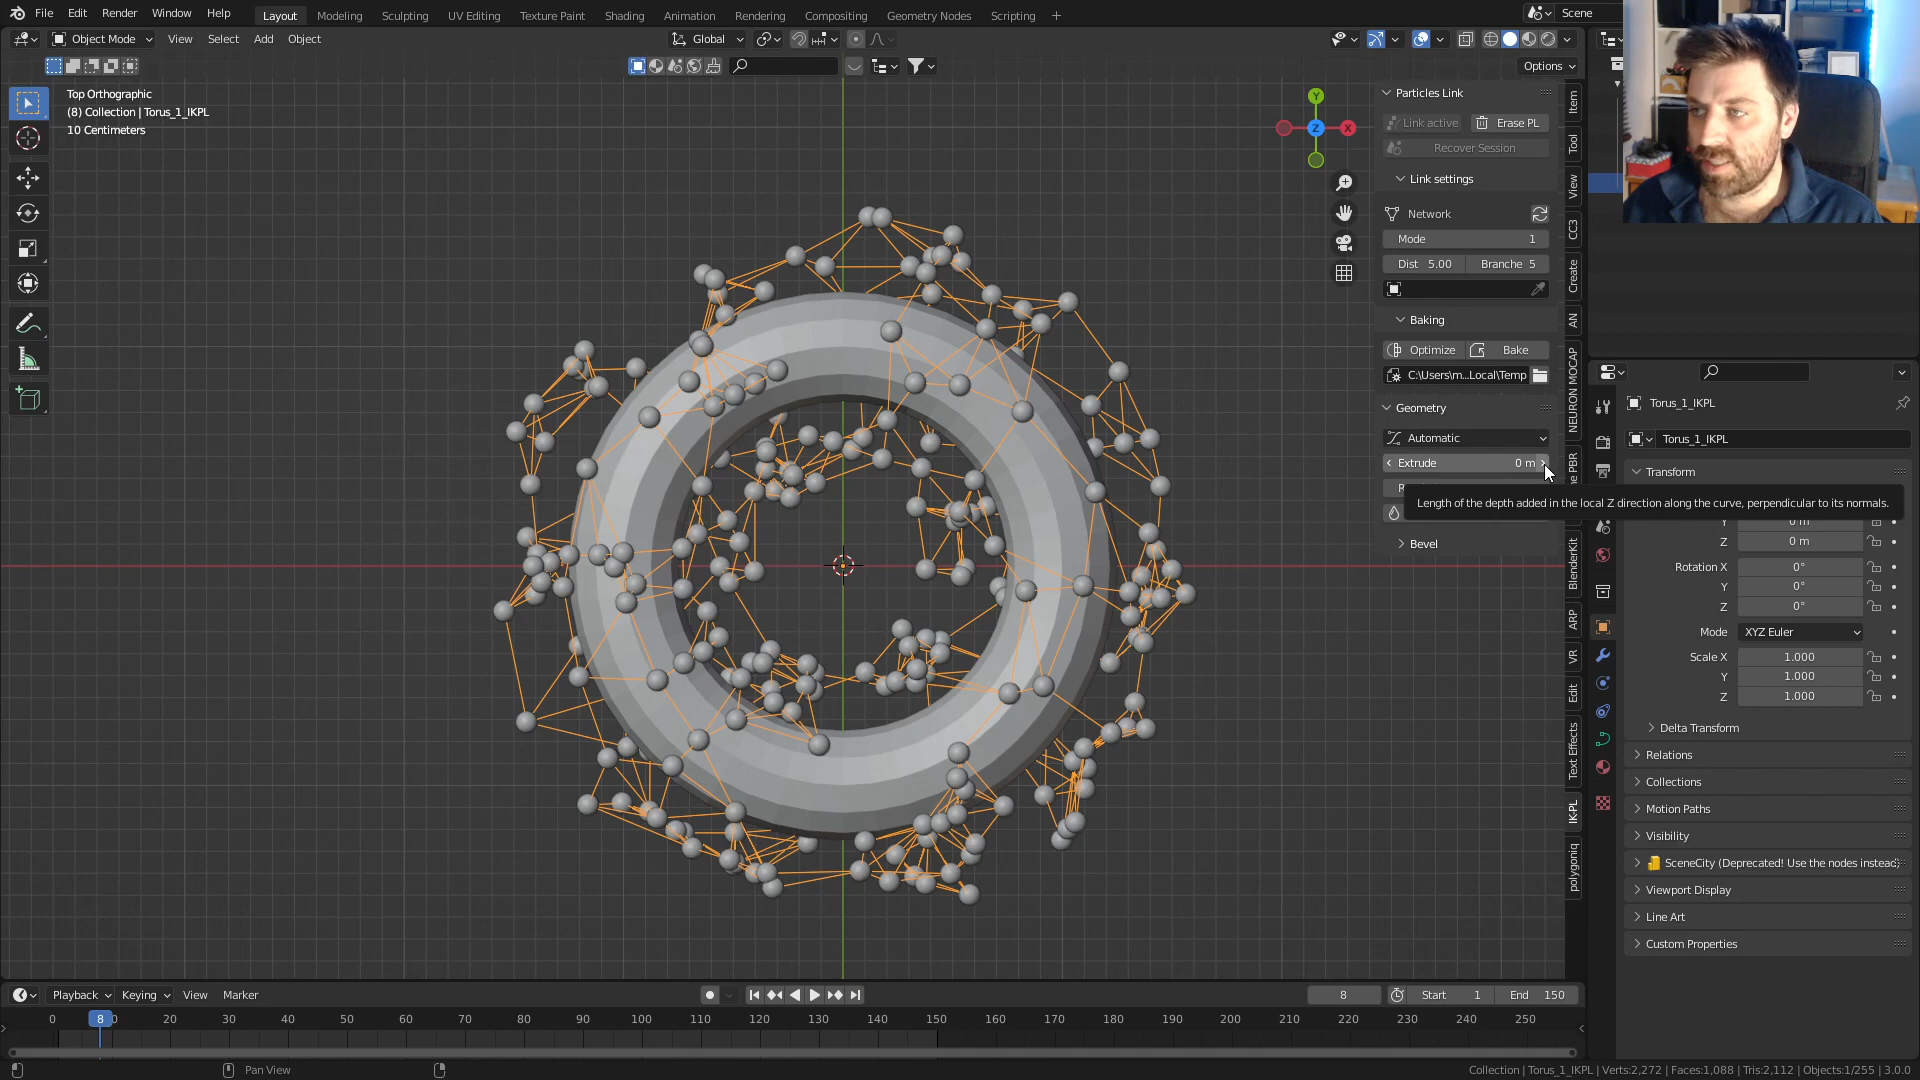 File Edit Render Window Help
Layout Modeling Sculpting UV Editing Texture Paint Shading Animation Rendering Compositing Geometry Nodes Scripting +
Scene
Object Mode View Select Add Object
Global
Options
Top Orthographic
(8) Collection | Torus_1_IKPL
10 Centimeters
Y
Z
X
Particles Link
Link active Erase PL
Recover Session
Link settings
Network
Mode 1
Dist 5.00 Branche 5
Baking
Optimize Bake
C:\Users\m...Local\Temp
Geometry
Automatic
Extrude 0 m
Length of the depth added in the local Z direction along the curve, perpendicular to its normals.
Bevel
Item
Tool
View
CC3
Create
AN
NEURON MOCAP
PBR
BlenderKit
ARP
VR
Edit
Text Effects
IK-PL
polygoniq
Torus_1_IKPL
Torus_1_IKPL
Transform
Y 0 m
Z 0 m
Rotation X 0°
Y 0°
Z 0°
Mode XYZ Euler
Scale X 1.000
Y 1.000
Z 1.000
Delta Transform
Relations
Collections
Motion Paths
Visibility
SceneCity (Deprecated! Use the nodes instead
Viewport Display
Line Art
Custom Properties
Playback Keying View Marker
8 Start 1 End 150
0 8 20 30 40 50 60 70 80 90 100 110 120 130 140 150 160 170 180 190 200 210 220 230 240 250
Pan View
Collection | Torus_1_IKPL | Verts:2,272 | Faces:1,088 | Tris:2,112 | Objects:1/255 | 3.0.0